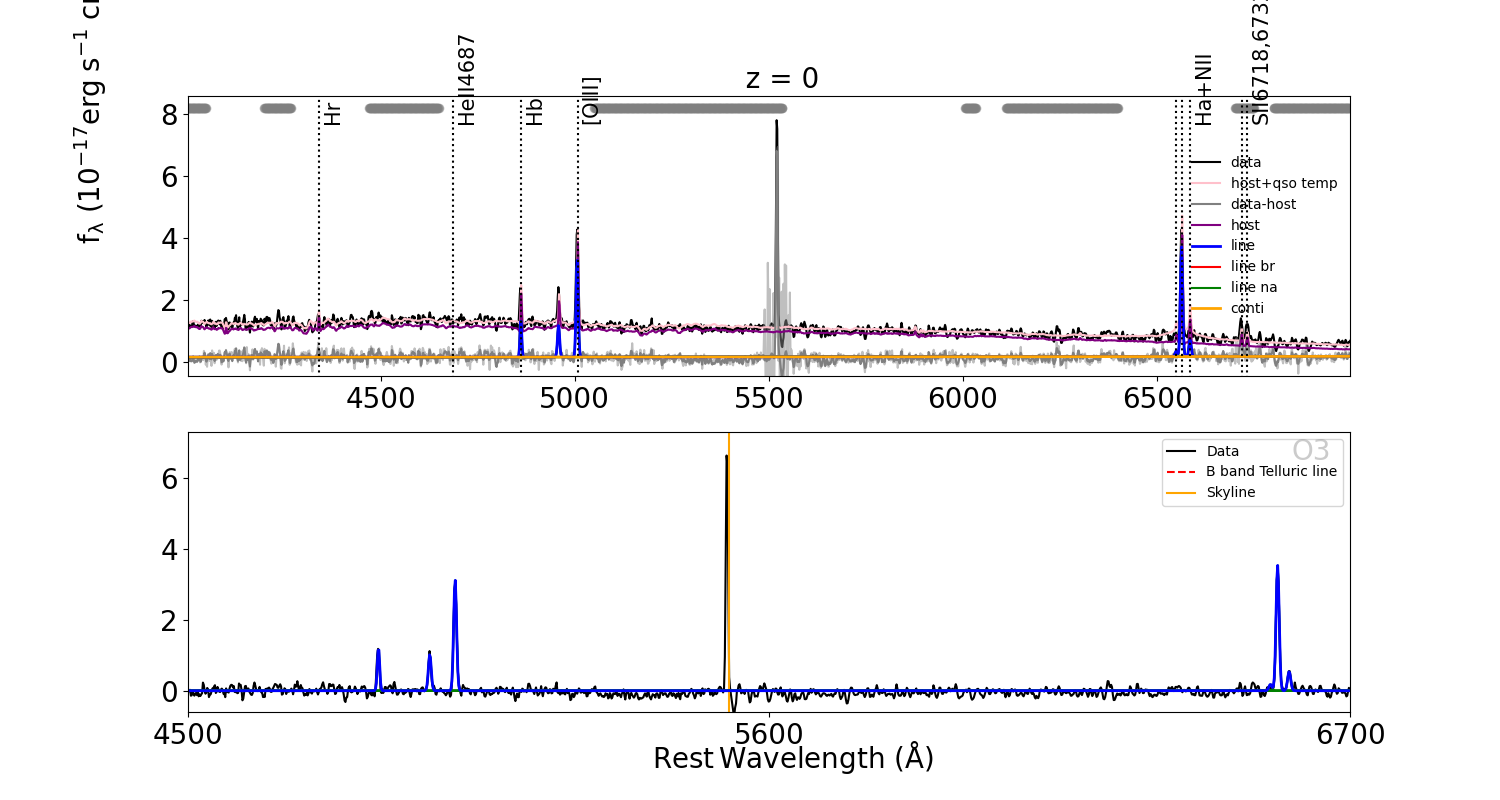 f_λ (10^−17 erg s^−1
z = 0
Hr
HeII4687
Hb
[OIII]
Ha+NII
SII6718,673
8
6
4
2
0
data
host+qso temp
data-host
host
line
line br
line na
conti
4500
5000
5500
6000
6500
O3
Data
B band Telluric line
Skyline
6
4
2
0
4500
5600
6700
Rest Wavelength (Å)